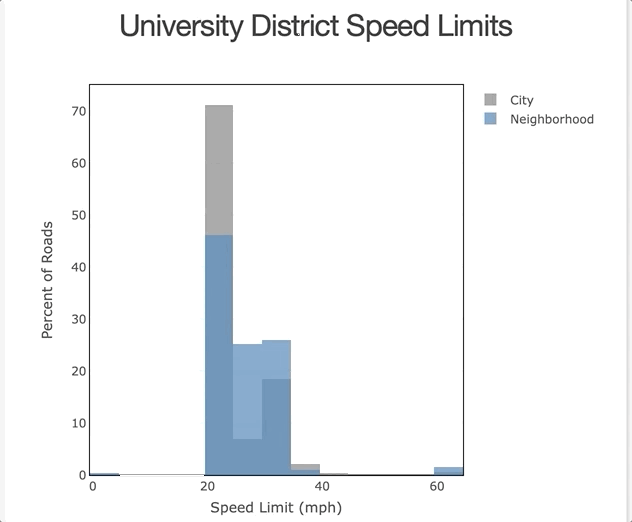 University District Speed Limits
City
Neighborhood
70
60
50
40
30
20
10
0
Percent of Roads
0
20
40
60
Speed Limit (mph)